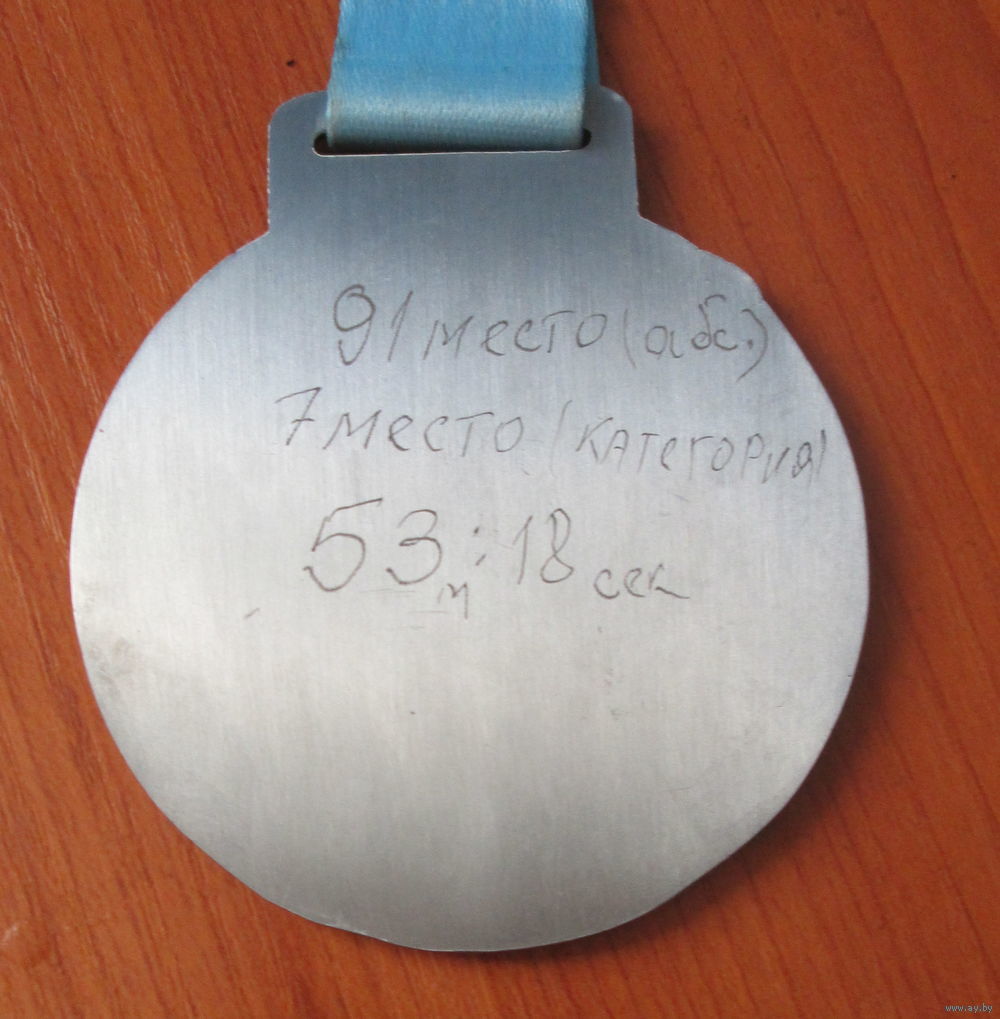 91 место (абс.)
7 место (категория)
53м:18 сек
www.ay.by